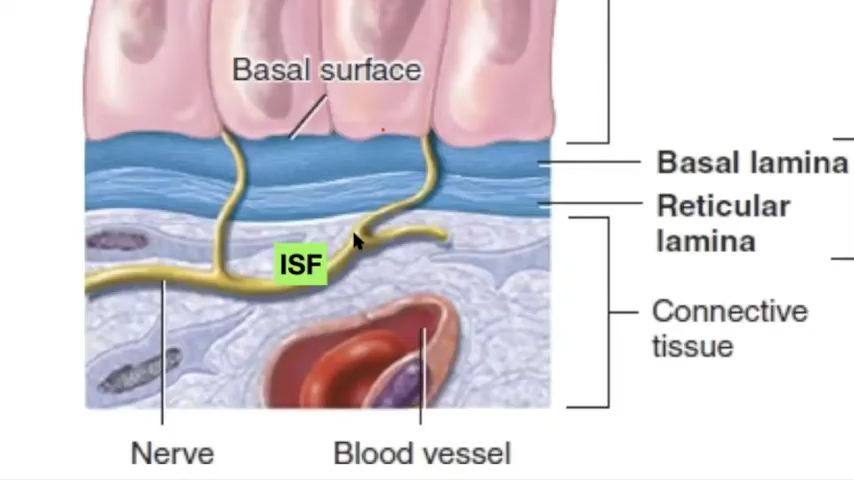 Basal surface
Basal lamina
Reticular
lamina
ISF
Connective
tissue
Nerve
Blood vessel